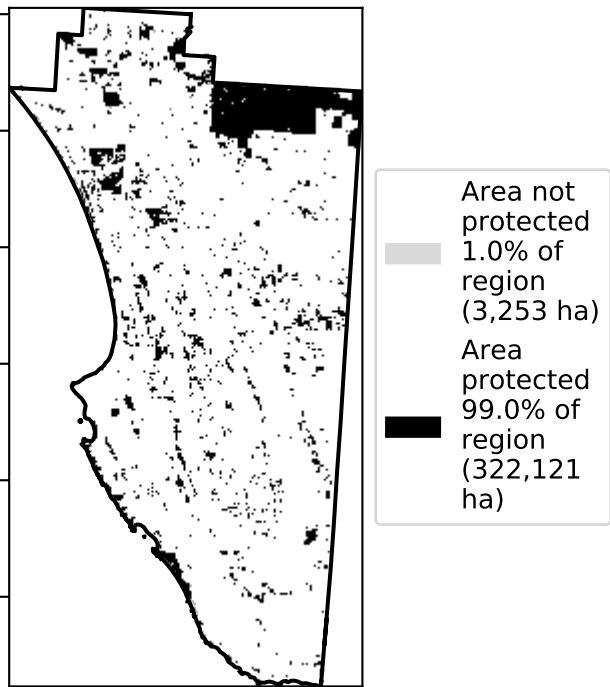 Area not
protected
1.0% of
region
(3,253 ha)
Area
protected
99.0% of
region
(322,121
ha)